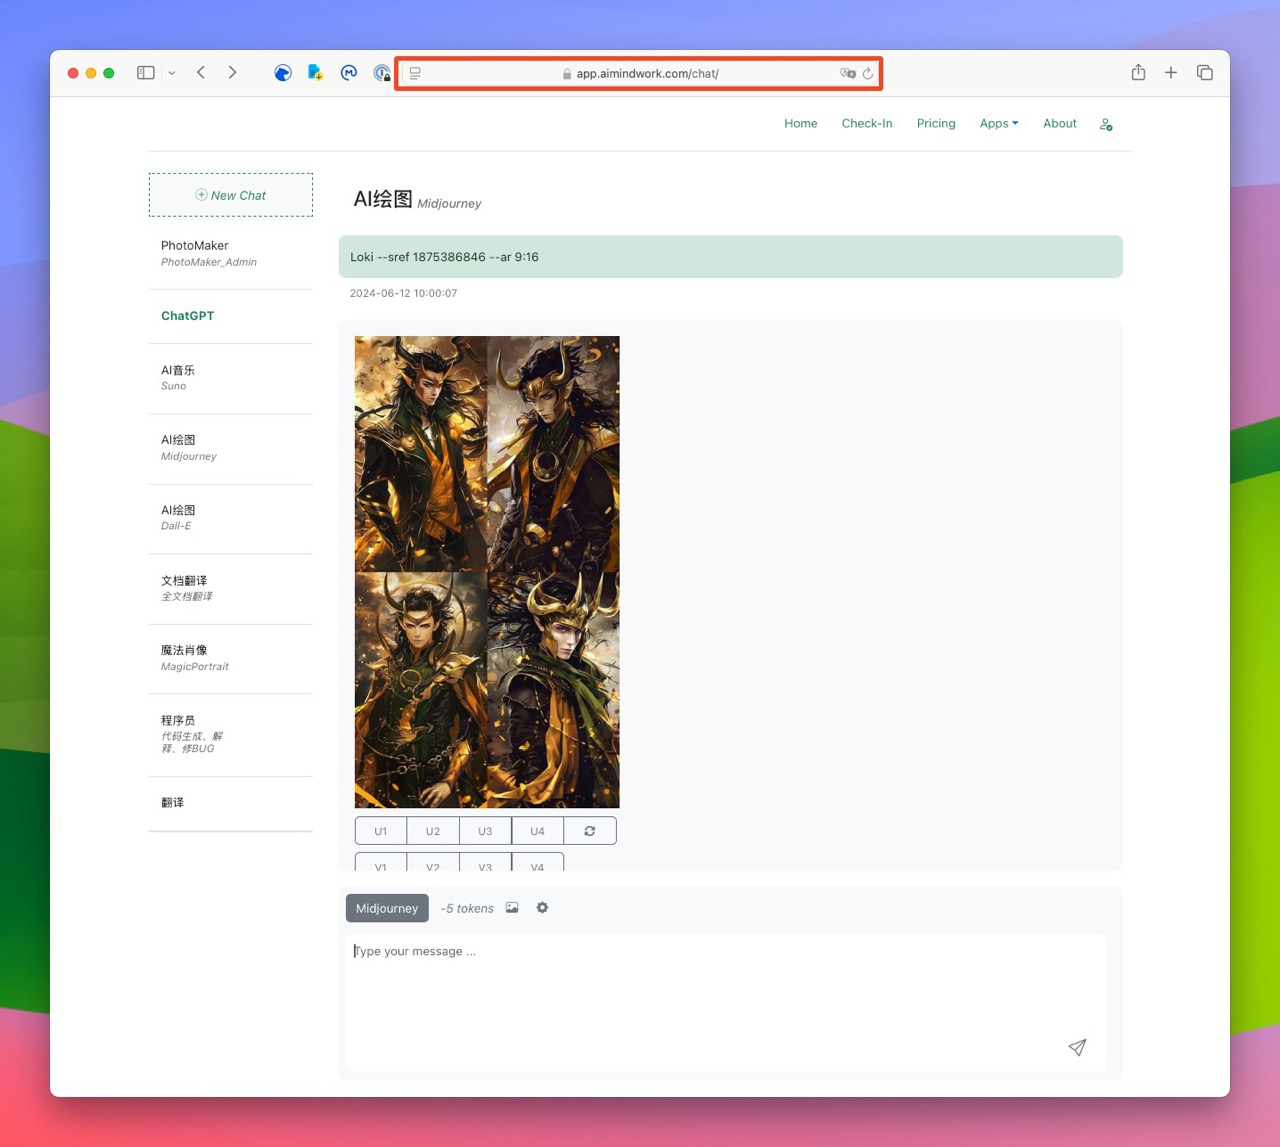 app.aimindwork.com/chat/
Home Check-In Pricing Apps About
New Chat
PhotoMaker
PhotoMaker_Admin
ChatGPT
AI音乐
Suno
AI绘图
Midjourney
AI绘图
Dall-E
文档翻译
全文档翻译
魔法肖像
MagicPortrait
程序员
代码生成、解
释、修BUG
翻译
AI绘图 Midjourney
Loki --sref 1875386846 --ar 9:16
2024-06-12 10:00:07
U1 U2 U3 U4
V1 V2 V3 V4
Midjourney -5 tokens
Type your message ...